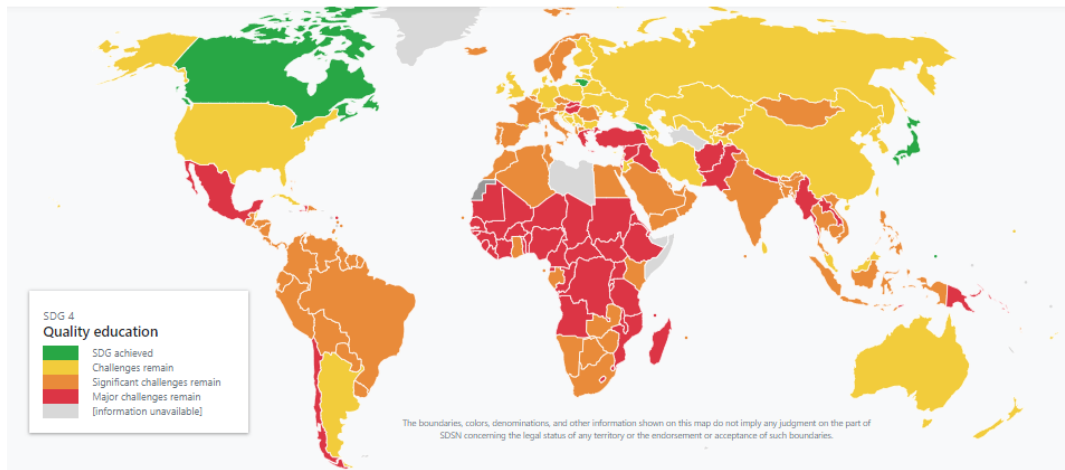 SDG 4
Quality education
SDG achieved
Challenges remain
Significant challenges remain
Major challenges remain
[information unavailable]
The boundaries, colors, denominations, and other information shown on this map do not imply any judgment on the part of
SDSN concerning the legal status of any territory or the endorsement or acceptance of such boundaries.